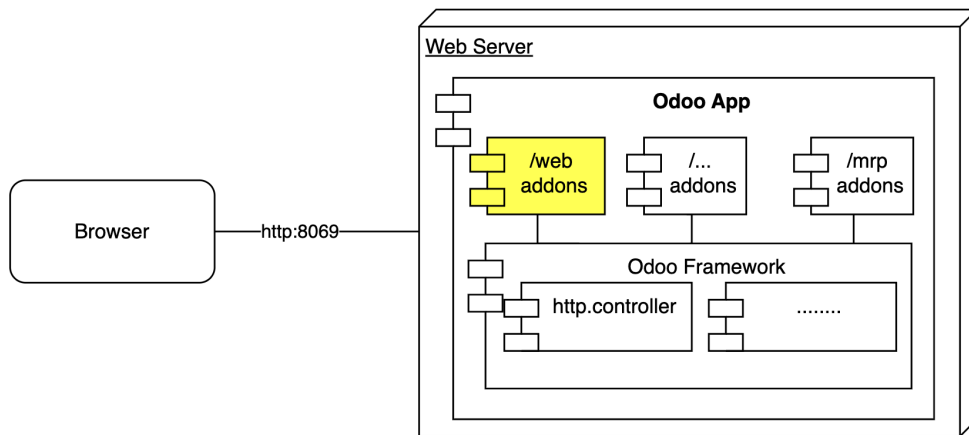 Web Server
Odoo App
/web
addons
/...
addons
/mrp
addons
Browser
http:8069
Odoo Framework
http.controller
........